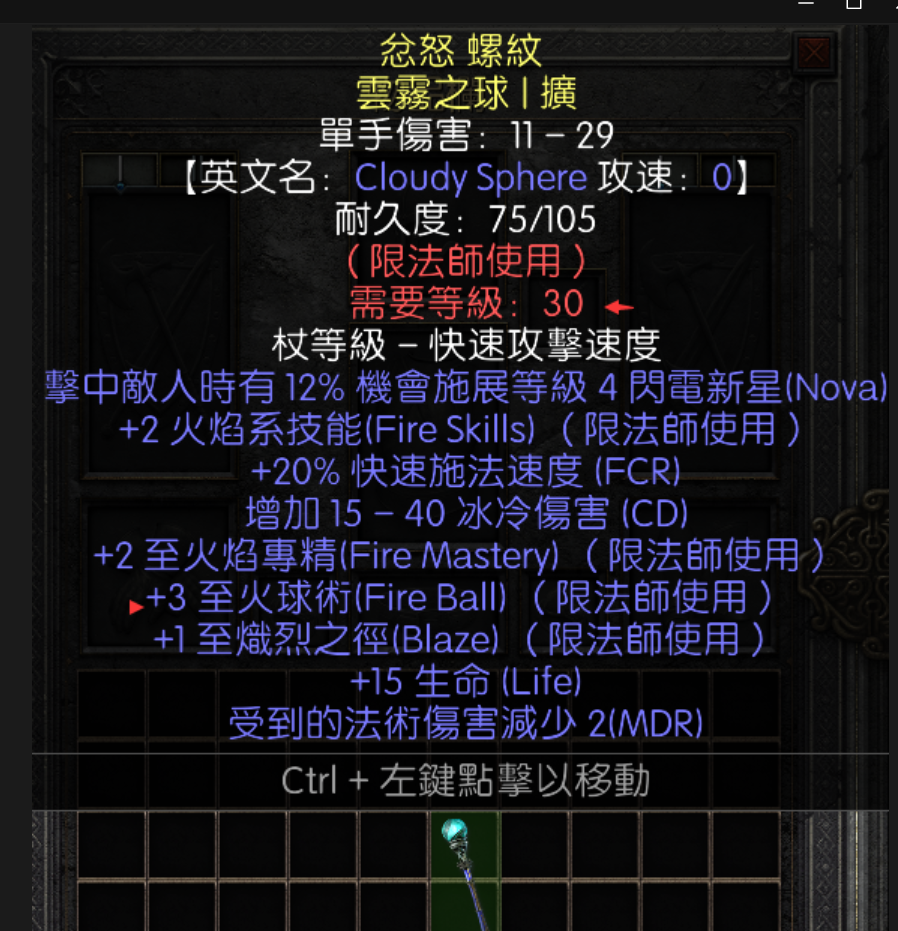 忿怒 螺紋
雲霧之球 | 擴
單手傷害: 11 - 29
【英文名: Cloudy Sphere 攻速: 0】
耐久度: 75/105
( 限法師使用 )
需要等級: 30
杖等級 - 快速攻擊速度
擊中敵人時有 12% 機會施展等級 4 閃電新星(Nova)
+2 火焰系技能(Fire Skills) ( 限法師使用 )
+20% 快速施法速度 (FCR)
增加 15 - 40 冰冷傷害 (CD)
+2 至火焰專精(Fire Mastery) ( 限法師使用 )
+3 至火球術(Fire Ball) ( 限法師使用 )
+1 至熾烈之徑(Blaze) ( 限法師使用 )
+15 生命 (Life)
受到的法術傷害減少 2(MDR)
Ctrl + 左鍵點擊以移動